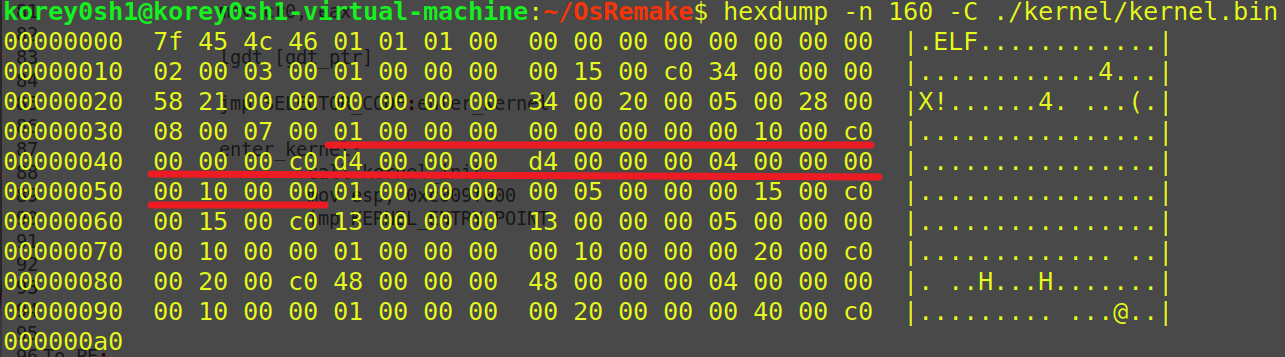 korey0sh1@korey0sh1-virtual-machine:~/OsRemake$ hexdump -n 160 -C ./kernel/kernel.bin
00000000  7f 45 4c 46 01 01 01 00  00 00 00 00 00 00 00 00  |.ELF............|
00000010  02 00 03 00 01 00 00 00  00 15 00 c0 34 00 00 00  |............4...|
00000020  58 21 00 00 00 00 00 00  34 00 20 00 05 00 28 00  |X!......4. ...(.|
00000030  08 00 07 00 01 00 00 00  00 00 00 00 00 10 00 c0  |................|
00000040  00 00 00 c0 d4 00 00 00  d4 00 00 00 04 00 00 00  |................|
00000050  00 10 00 00 01 00 00 00  00 05 00 00 00 15 00 c0  |................|
00000060  00 15 00 c0 13 00 00 00  13 00 00 00 05 00 00 00  |................|
00000070  00 10 00 00 01 00 00 00  00 10 00 00 00 20 00 c0  |............. ..|
00000080  00 20 00 c0 48 00 00 00  48 00 00 00 04 00 00 00  |. ..H...H.......|
00000090  00 10 00 00 01 00 00 00  00 20 00 00 00 40 00 c0  |......... ...@..|
000000a0